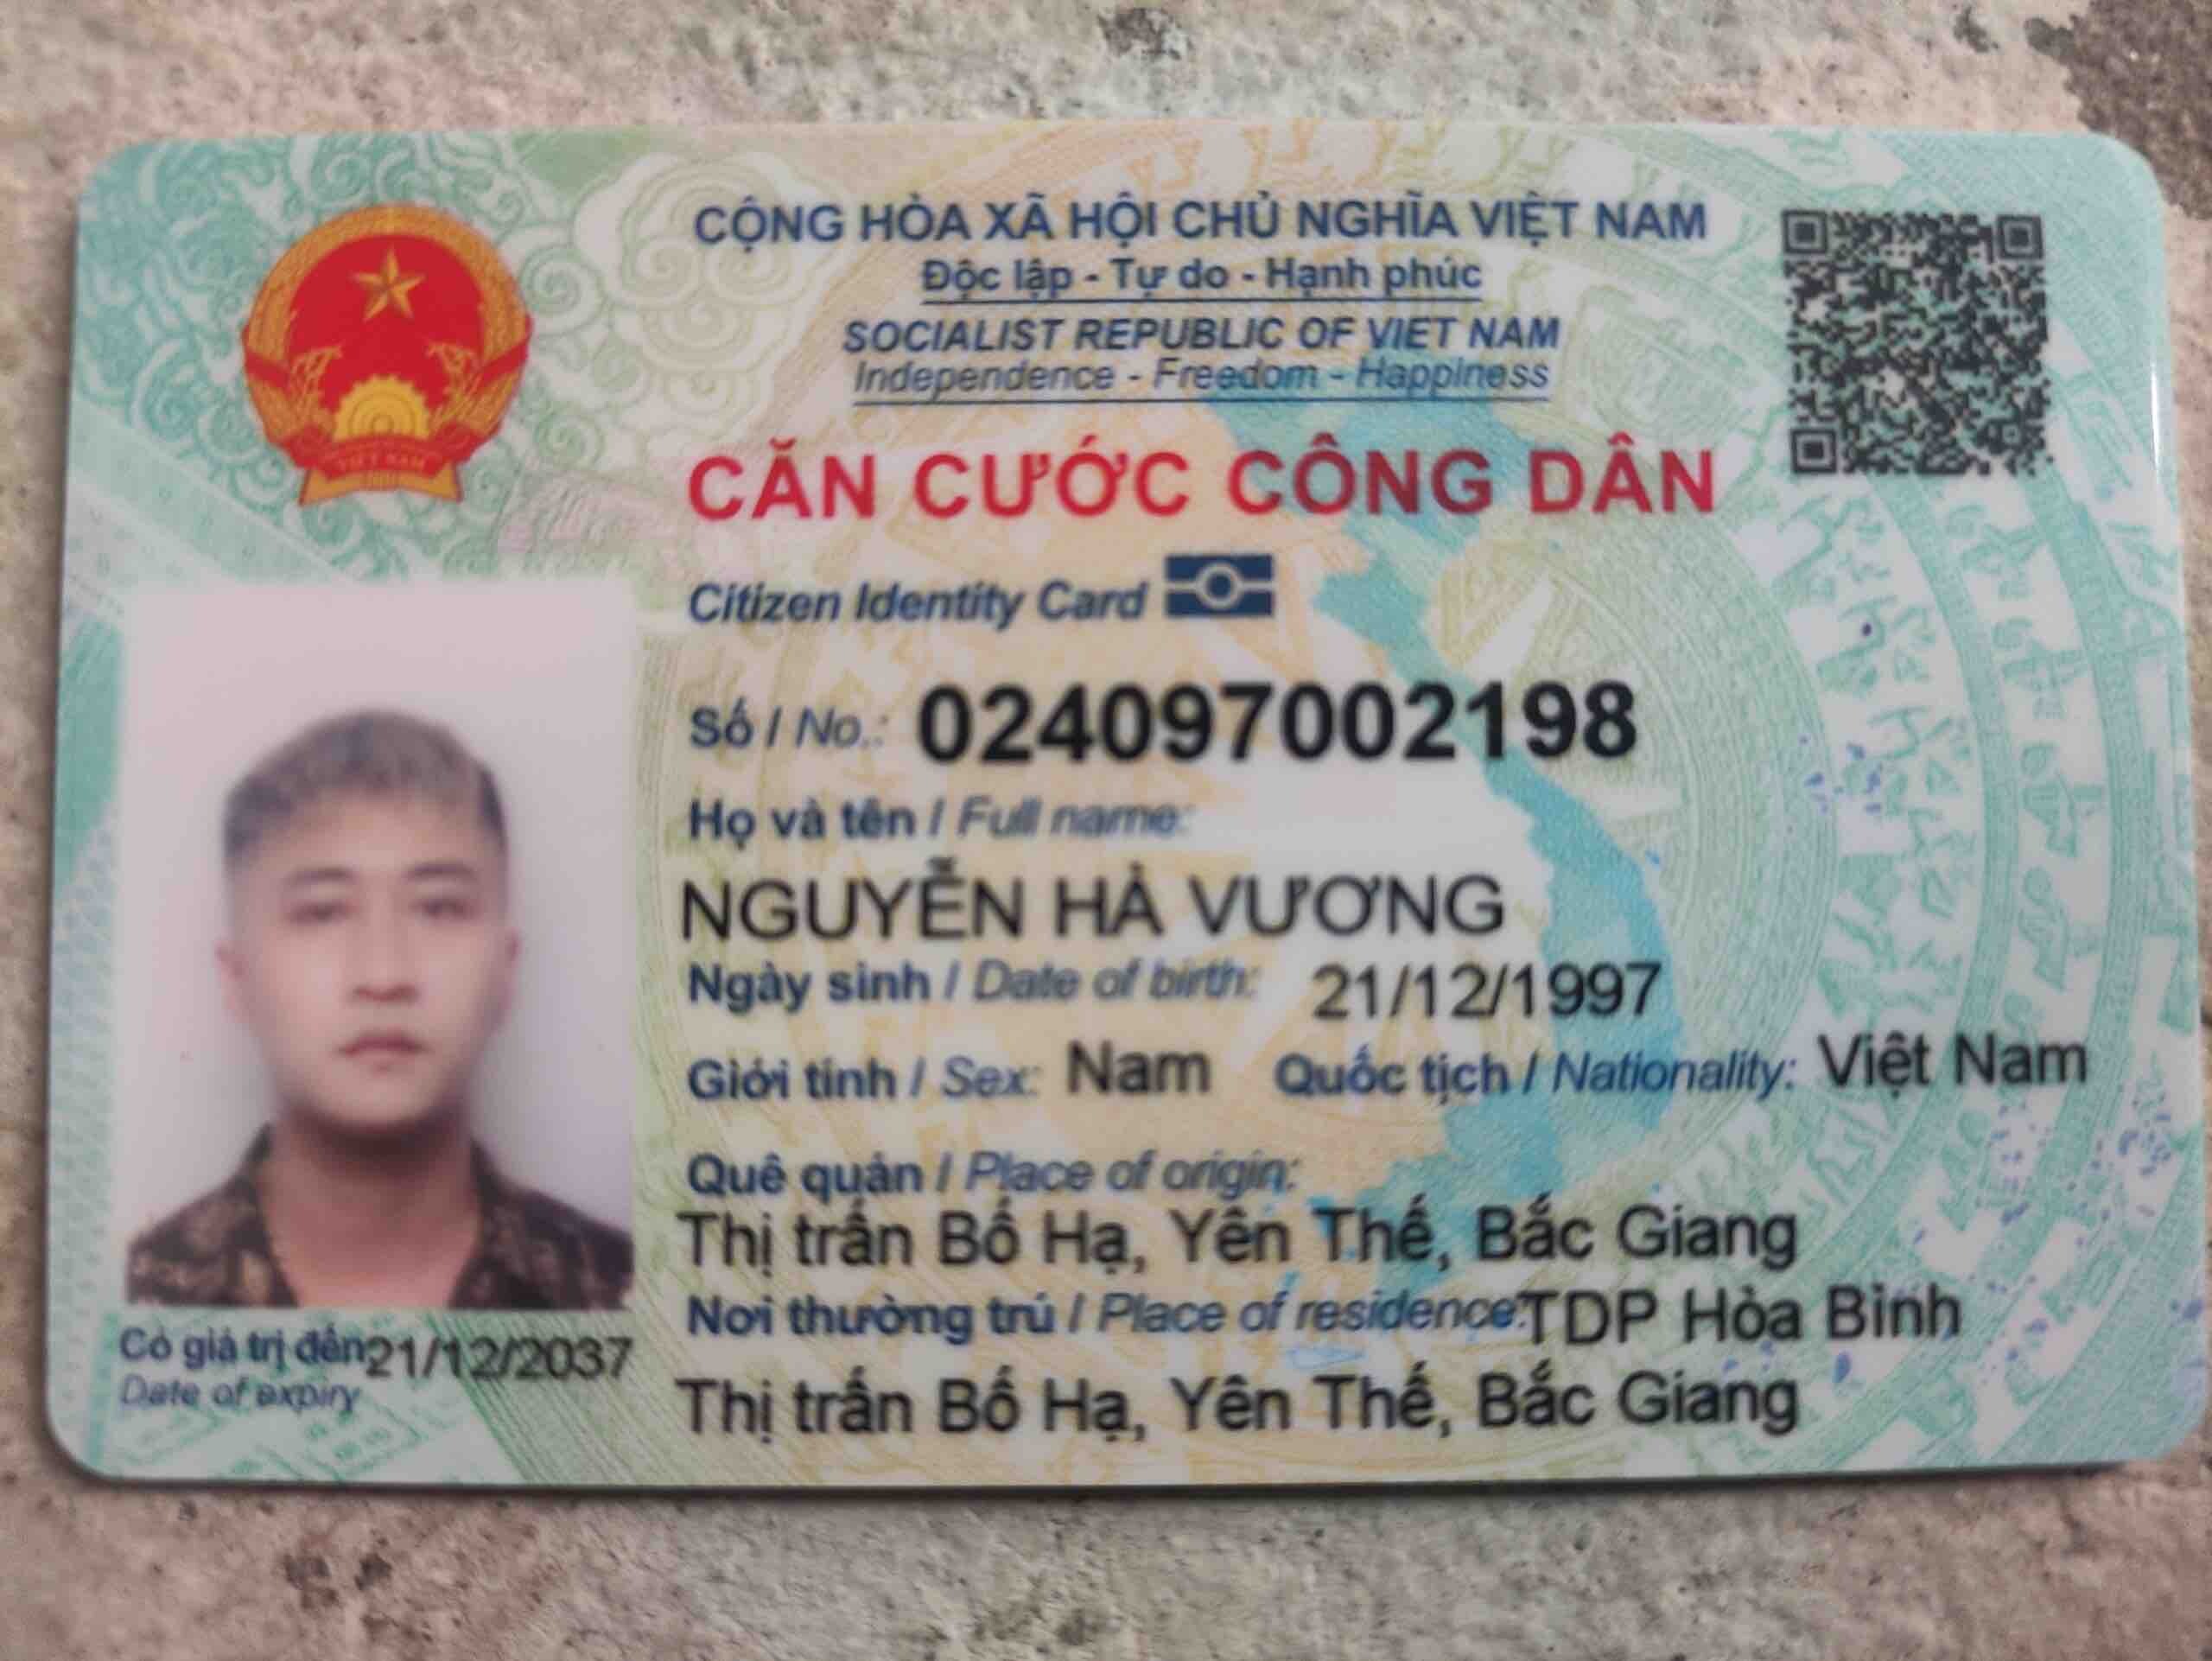 CỘNG HÒA XÃ HỘI CHỦ NGHĨA VIỆT NAM
Độc lập - Tự do - Hạnh phúc
SOCIALIST REPUBLIC OF VIET NAM
Independence - Freedom - Happiness
CĂN CƯỚC CÔNG DÂN
Citizen Identity Card
Số / No.: 024097002198
Họ và tên / Full name:
NGUYỄN HÀ VƯƠNG
Ngày sinh / Date of birth: 21/12/1997
Giới tính / Sex: Nam Quốc tịch / Nationality: Việt Nam
Quê quán / Place of origin:
Thị trấn Bố Hạ, Yên Thế, Bắc Giang
Nơi thường trú / Place of residence: TDP Hòa Bình
Thị trấn Bố Hạ, Yên Thế, Bắc Giang
Có giá trị đến 21/12/2037
Date of expiry
VIỆT NAM